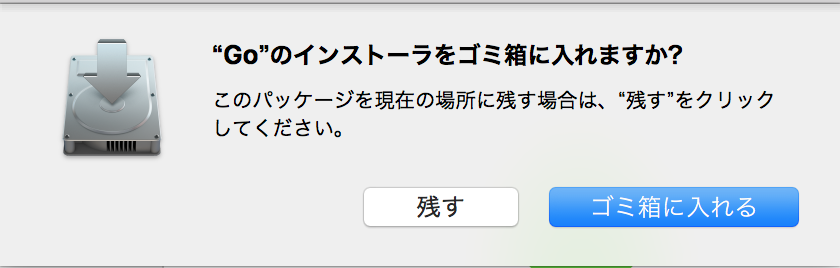 “Go”のインストーラをゴミ箱に入れますか?
このパッケージを現在の場所に残す場合は、“残す”をクリック
してください。
残す
ゴミ箱に入れる